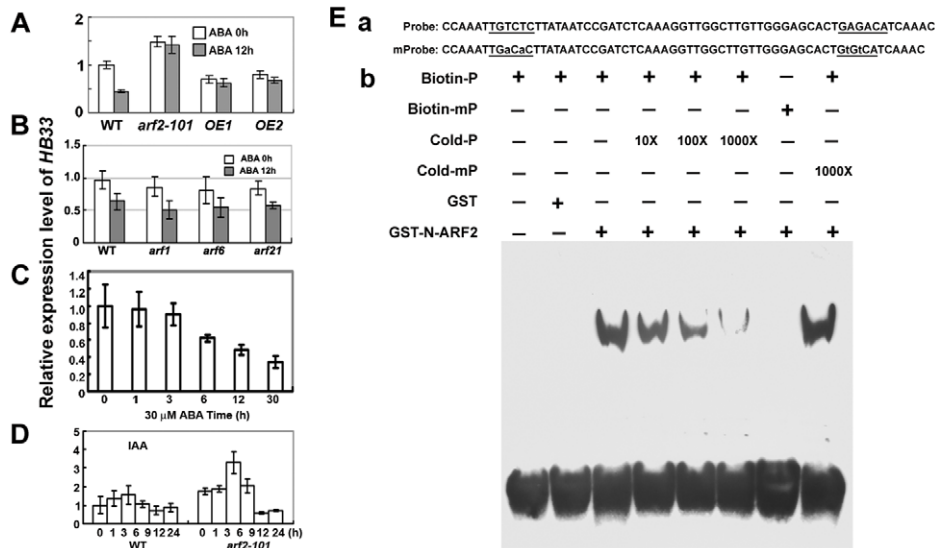 A
ABA 0h
ABA 12h
2
1
0
WT arf2-101 OE1 OE2
B
ABA 0h
ABA 12h
1.5
1.0
0.5
0
WT arf1 arf6 arf21
C
1.4
1.2
1.0
0.8
0.6
0.4
0.2
0
0 1 3 6 12 30
30 µM ABA Time (h)
D
IAA
5
4
3
2
1
0
0 1 3 6 9 12 24 0 1 3 6 9 12 24 (h)
WT arf2-101
Relative expression level of HB33
E a
Probe: CCAAATTGTCTCTTATAATCCGATCTCAAAGGTTGGCTTGTTGGGAGCACTGAGACATCAAAC
mProbe: CCAAATTGaCaCTTATAATCCGATCTCAAAGGTTGGCTTGTTGGGAGCACTGtGtCATCAAAC
b
Biotin-P + + + + + + – +
Biotin-mP – – – – – – + –
Cold-P – – – 10X 100X 1000X – –
Cold-mP – – – – – – – 1000X
GST – + – – – – – –
GST-N-ARF2 – – + + + + + +